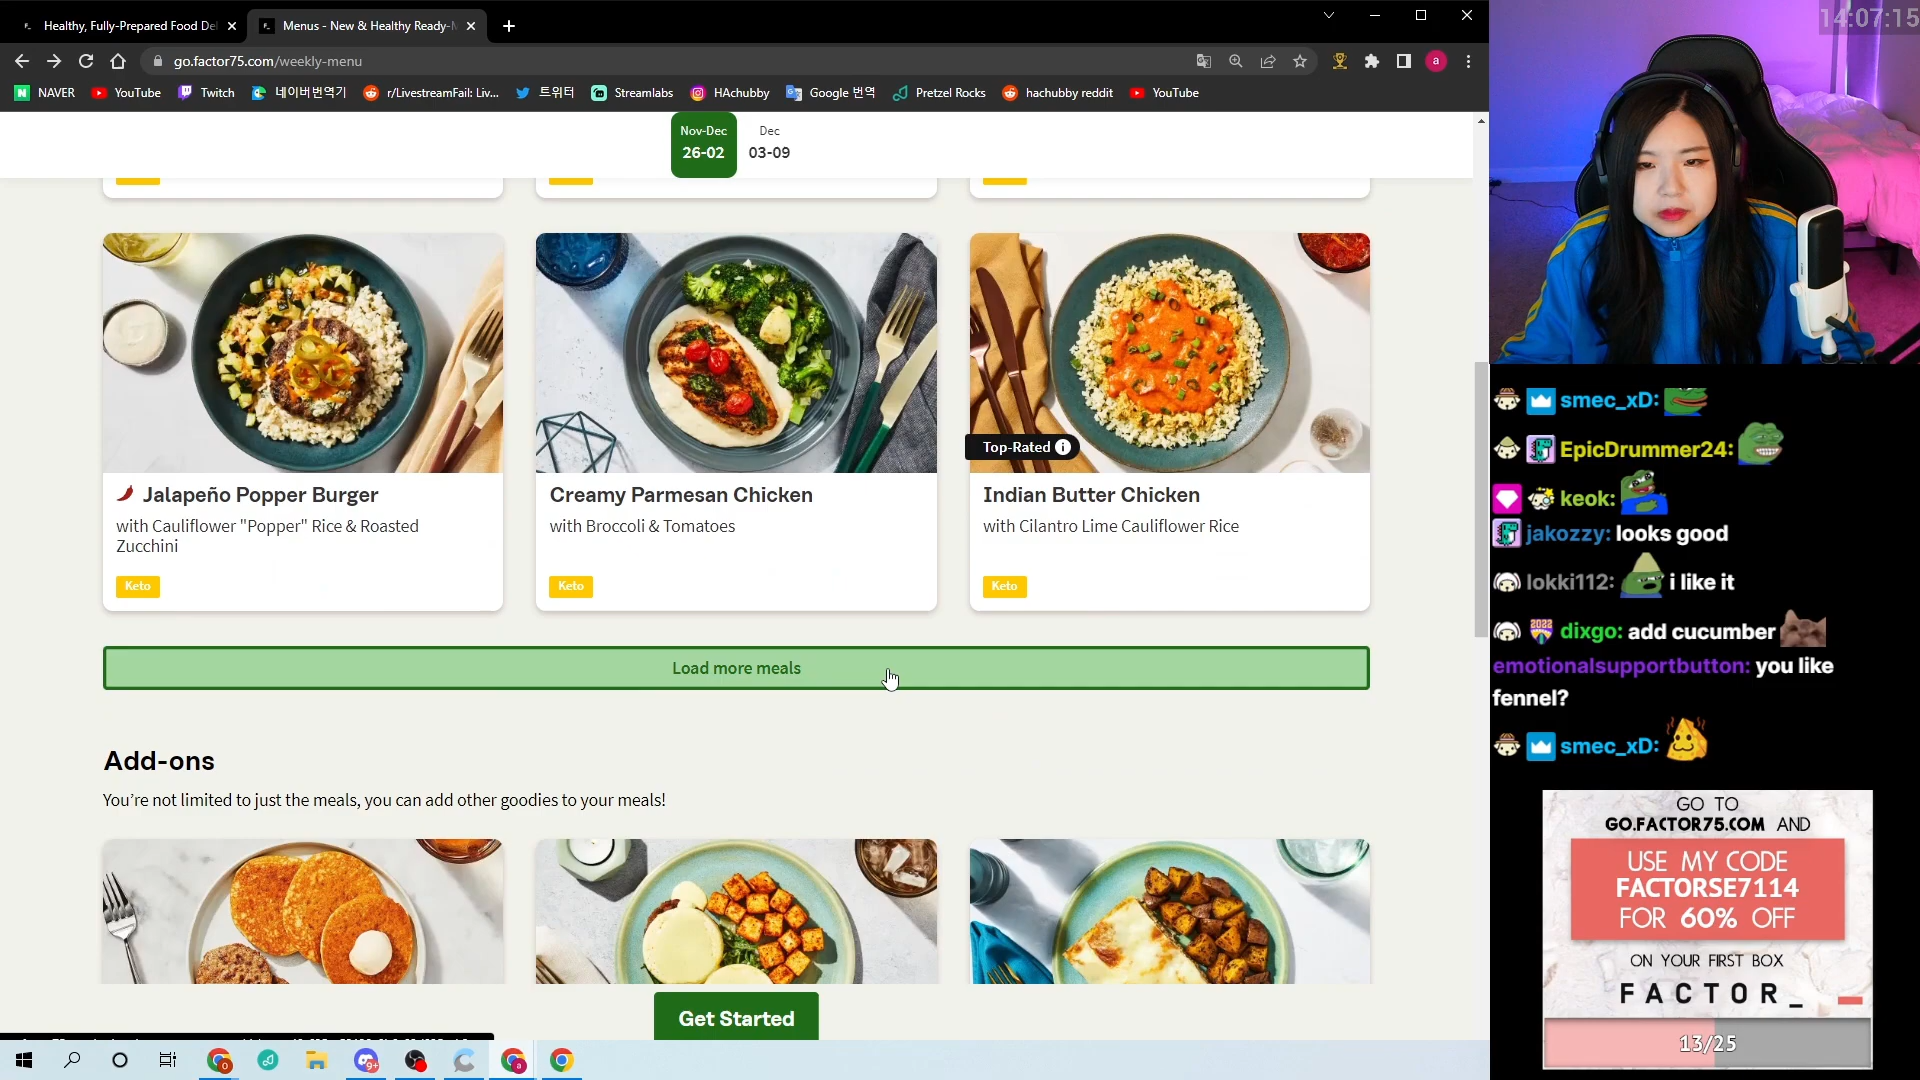 Healthy, Fully-Prepared Food De
Menus - New & Healthy Ready-M
14:07:15
go.factor75.com/weekly-menu
NAVER
YouTube
Twitch
네이버번역기
r/LivestreamFail: Liv...
트위터
Streamlabs
HAchubby
Google 번역
Pretzel Rocks
hachubby reddit
YouTube
Nov-Dec
26-02
Dec
03-09
Top-Rated
Jalapeño Popper Burger
with Cauliflower "Popper" Rice & Roasted
Zucchini
Keto
Creamy Parmesan Chicken
with Broccoli & Tomatoes
Keto
Indian Butter Chicken
with Cilantro Lime Cauliflower Rice
Keto
Load more meals
Add-ons
You're not limited to just the meals, you can add other goodies to your meals!
Get Started
smec_xD:
EpicDrummer24:
keok:
jakozzy: looks good
lokki112: i like it
2022 dixgo: add cucumber
emotionalsupportbutton: you like
fennel?
smec_xD:
GO TO
GO.FACTOR75.COM AND
USE MY CODE
FACTORSE7114
FOR 60% OFF
ON YOUR FIRST BOX
FACTOR_
13/25